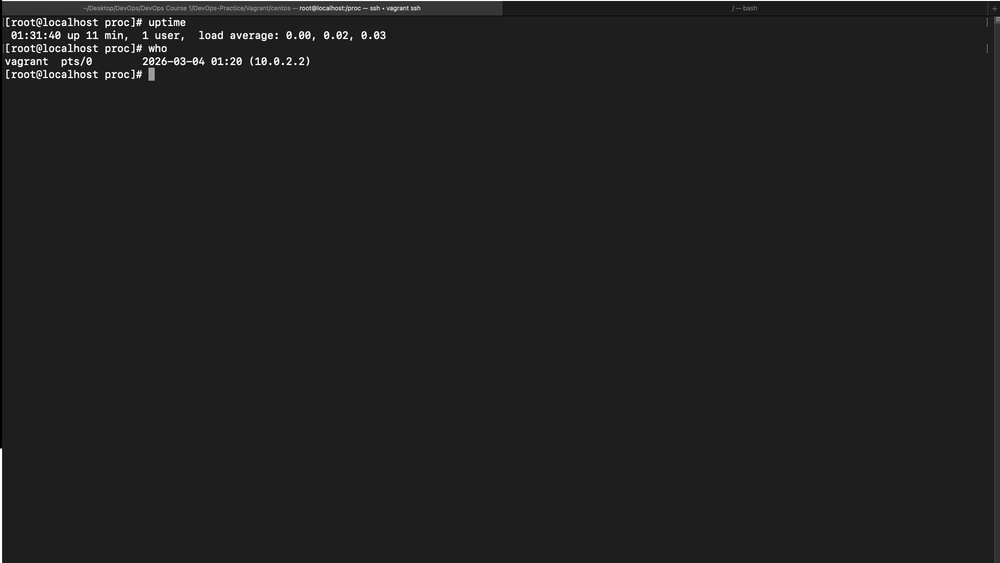 ~/Desktop/DevOps/DevOps Course 1/DevOps-Practice/Vagrant/centos — root@localhost:/proc — ssh ◂ vagrant ssh
/ — bash
+
[[root@localhost proc]# uptime ]
 01:31:40 up 11 min,  1 user,  load average: 0.00, 0.02, 0.03
[[root@localhost proc]# who ]
vagrant  pts/0        2026-03-04 01:20 (10.0.2.2)
[root@localhost proc]#